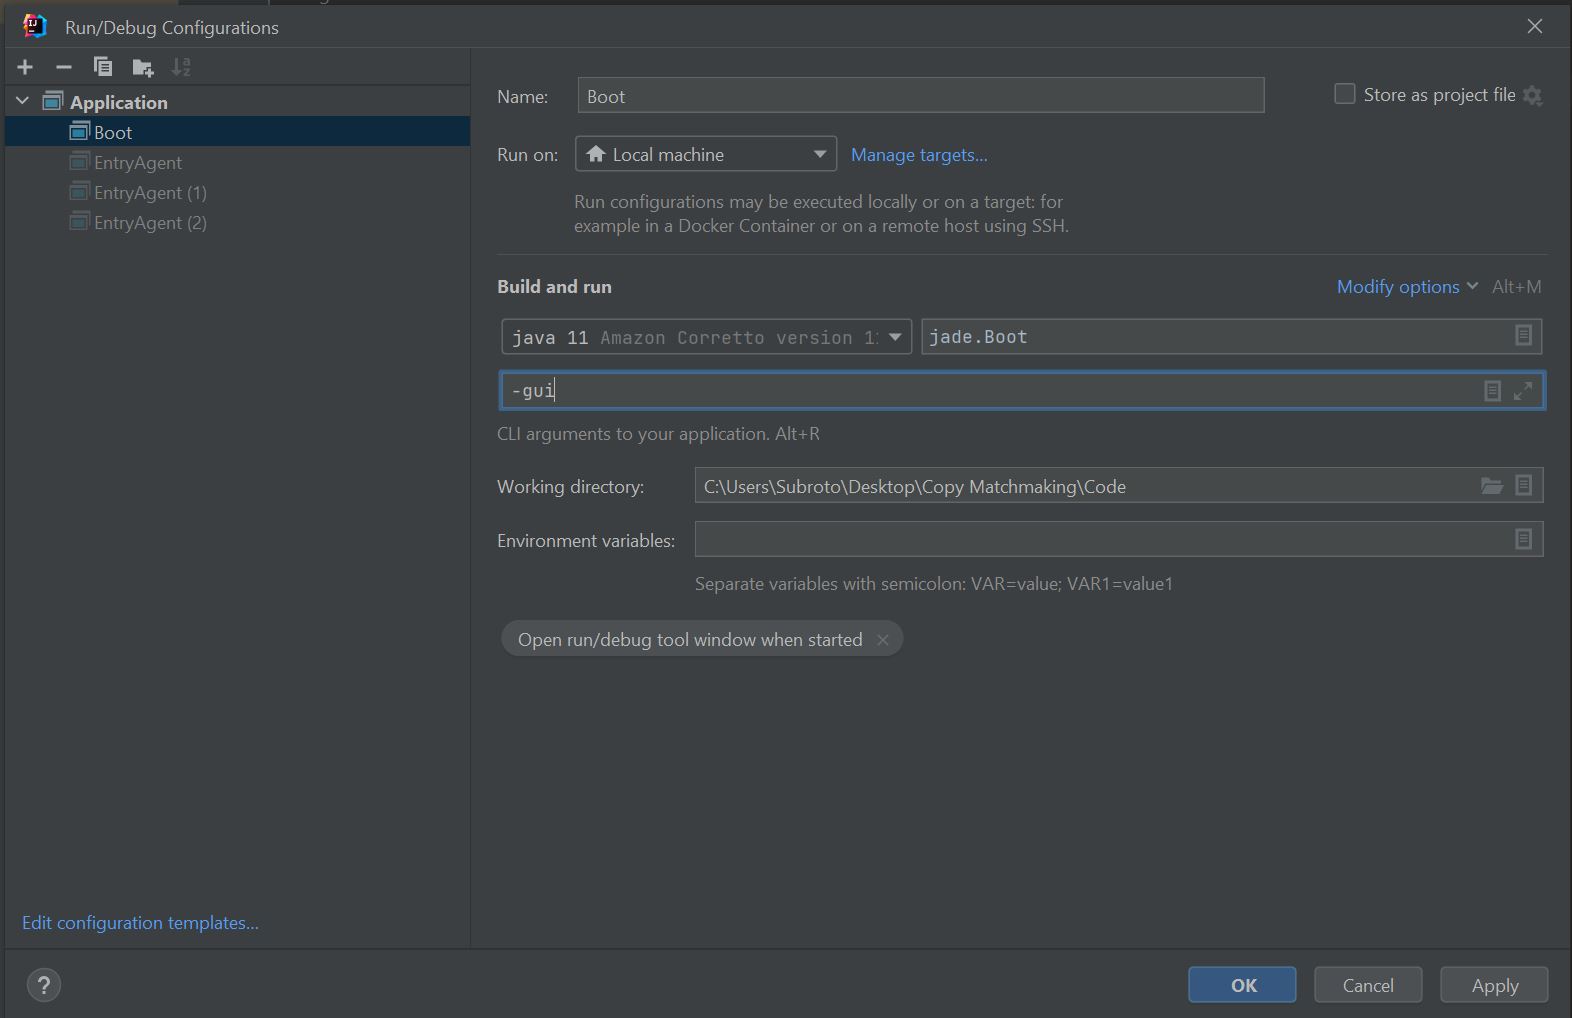 Run/Debug Configurations
Application
Boot
EntryAgent
EntryAgent (1)
EntryAgent (2)
Edit configuration templates...
Name: Boot
Store as project file
Run on: Local machine Manage targets...
Run configurations may be executed locally or on a target: for
example in a Docker Container or on a remote host using SSH.
Build and run Modify options Alt+M
java 11 Amazon Corretto version jade.Boot
-gui
CLI arguments to your application. Alt+R
Working directory: C:\Users\Subroto\Desktop\Copy Matchmaking\Code
Environment variables:
Separate variables with semicolon: VAR=value; VAR1=value1
Open run/debug tool window when started
? OK Cancel Apply